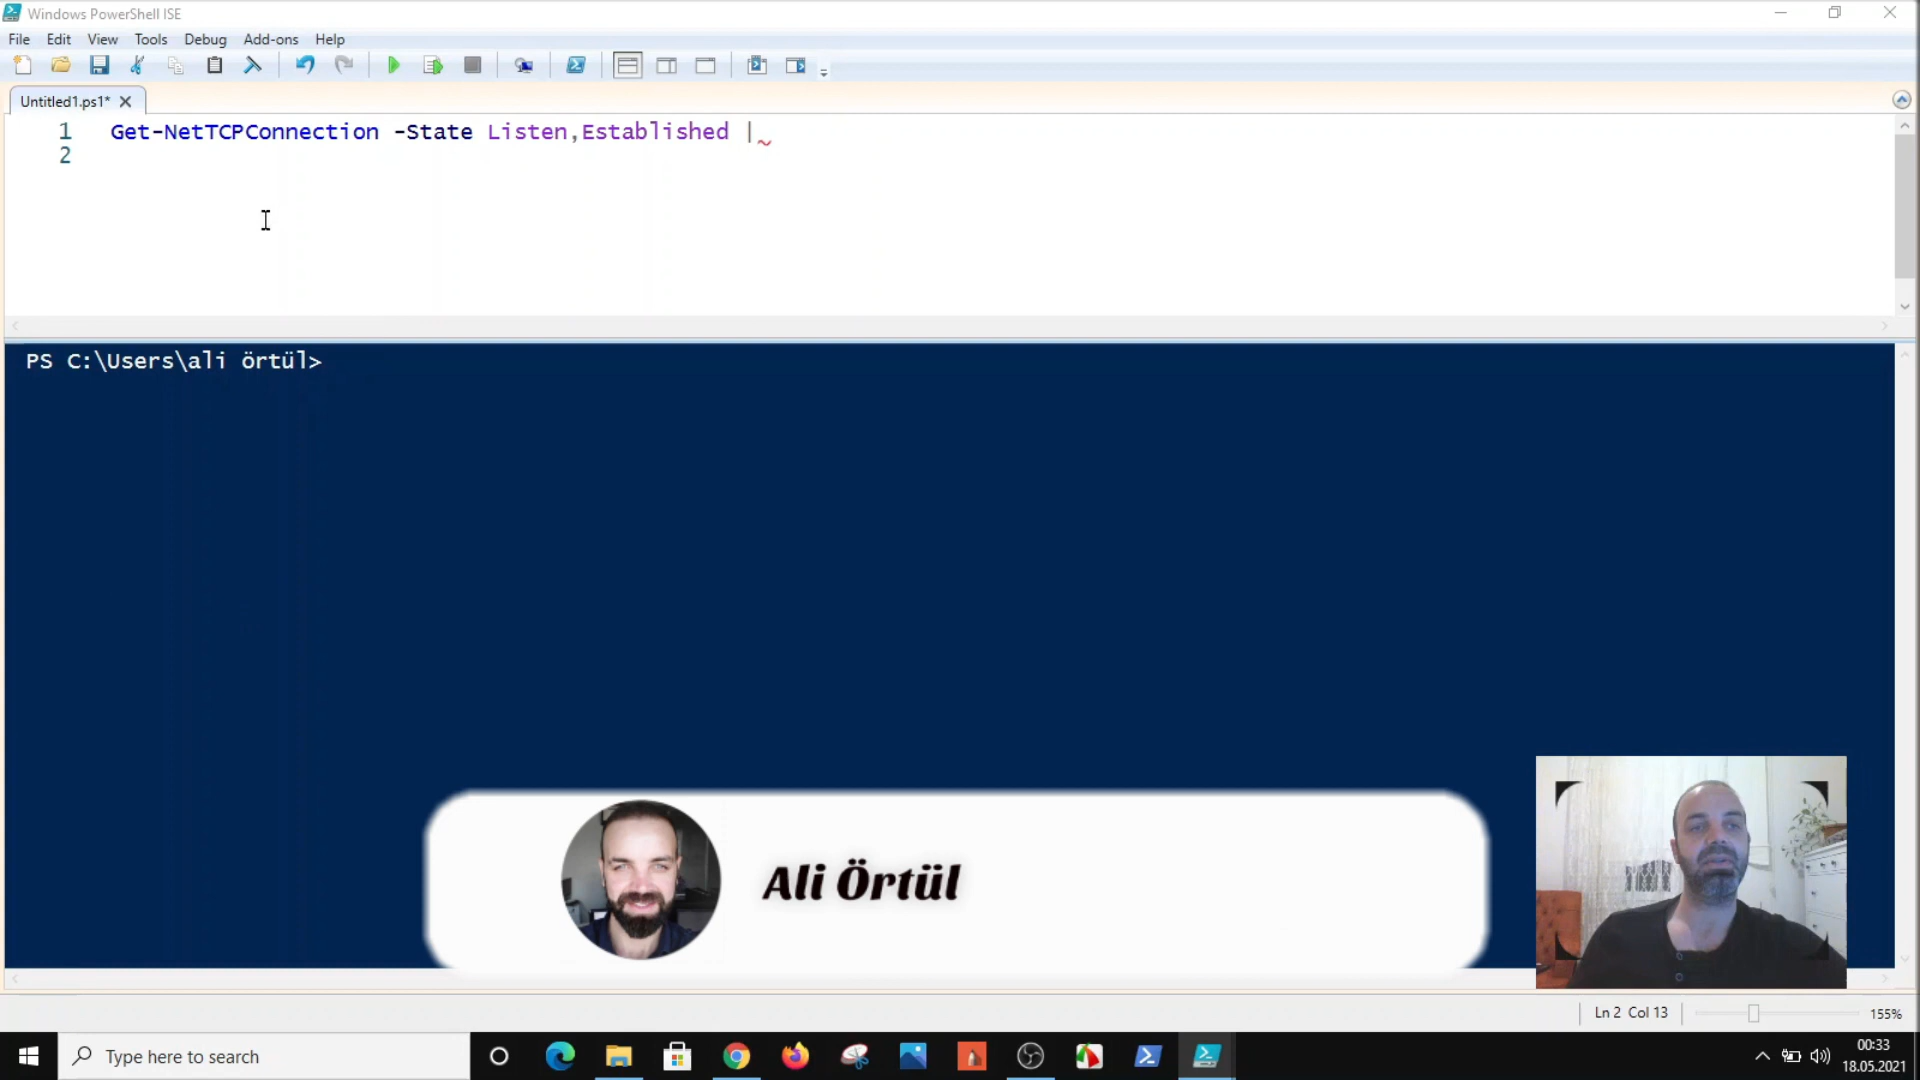 Windows PowerShell ISE
File Edit View Tools Debug Add-ons Help
Untitled1.ps1*
1 Get-NetTCPConnection -State Listen,Established |
2
PS C:\Users\ali örtül>
Ali Örtül
Ln 2 Col 13
155%
Type here to search
00:33
18.05.2021